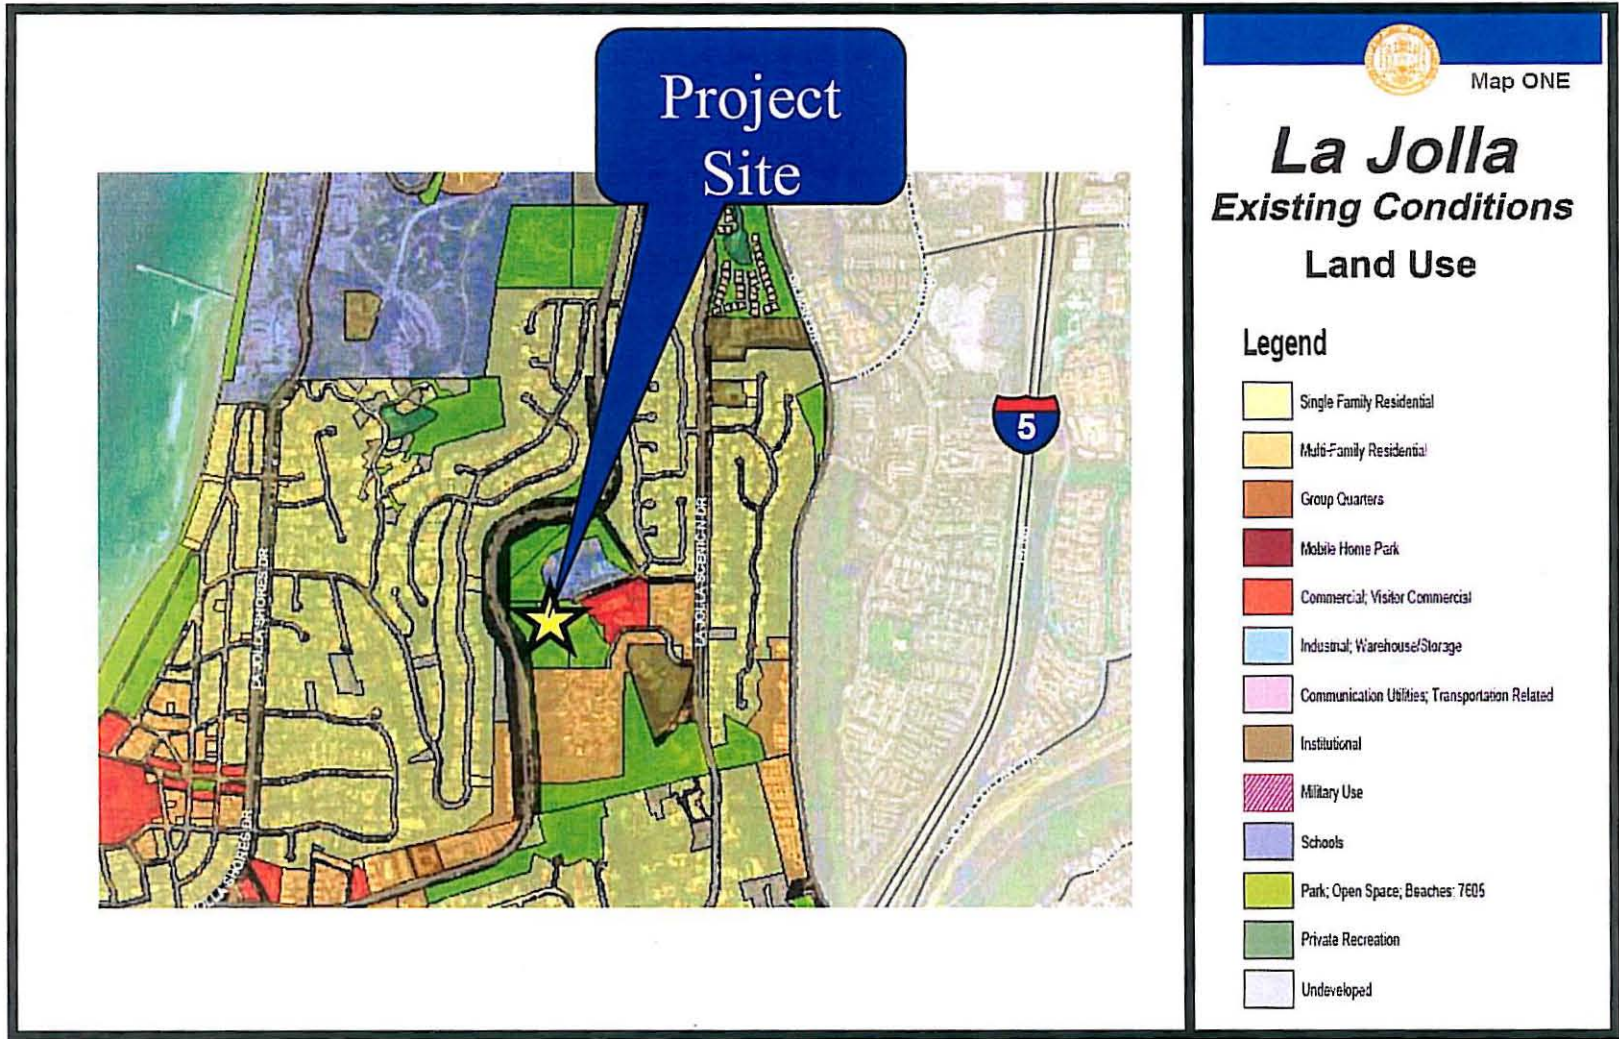 Project
Site
LA JOLLA SHORES DR
LA JOLLA SCENIC N DR
5
Map ONE
La Jolla
Existing Conditions
Land Use
Legend
Single Family Residential
Multi-Family Residential
Group Quarters
Mobile Home Park
Commercial; Visitor Commercial
Industrial; Warehouse/Storage
Communication Utilities; Transportation Related
Institutional
Military Use
Schools
Park; Open Space; Beaches: 7605
Private Recreation
Undeveloped